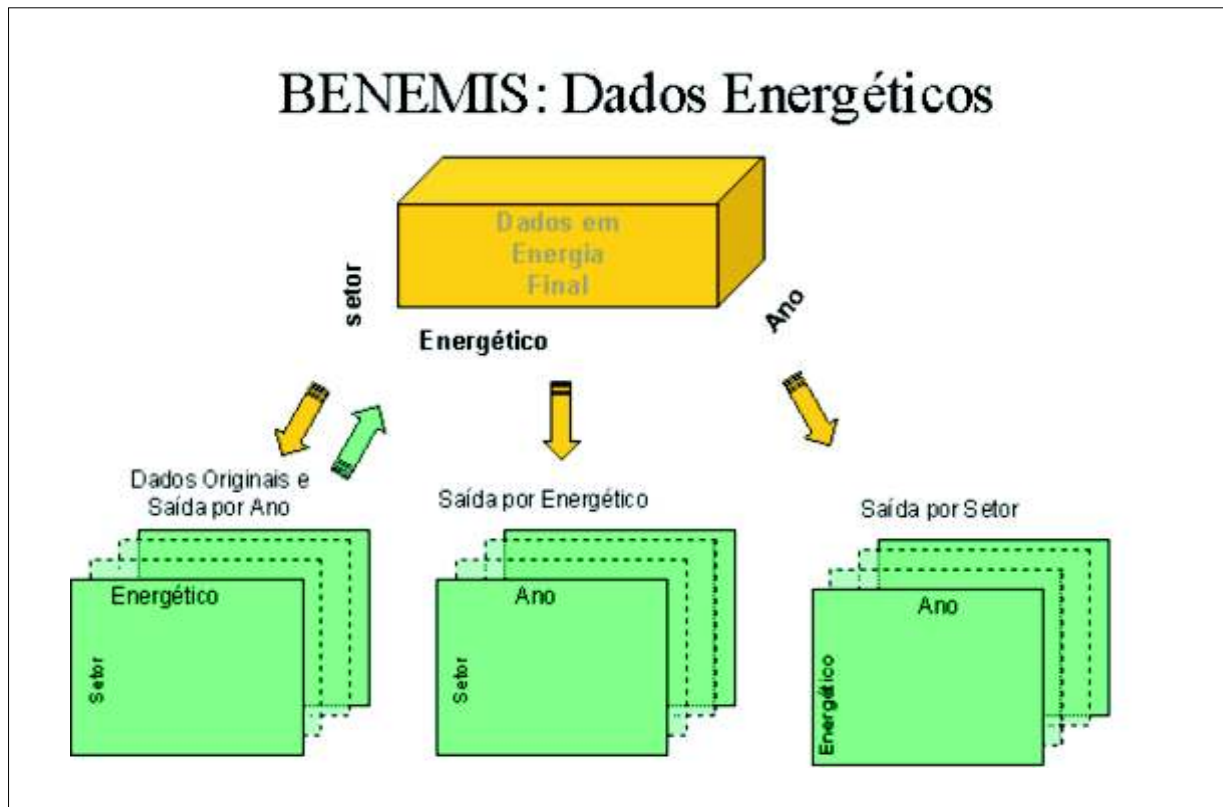 BENEMIS: Dados Energéticos
Dados em
Energia
Final
setor
Energético
Ano
Dados Originais e
Saída por Ano
Energético
Setor
Saída por Energético
Ano
Setor
Saída por Setor
Ano
Energético